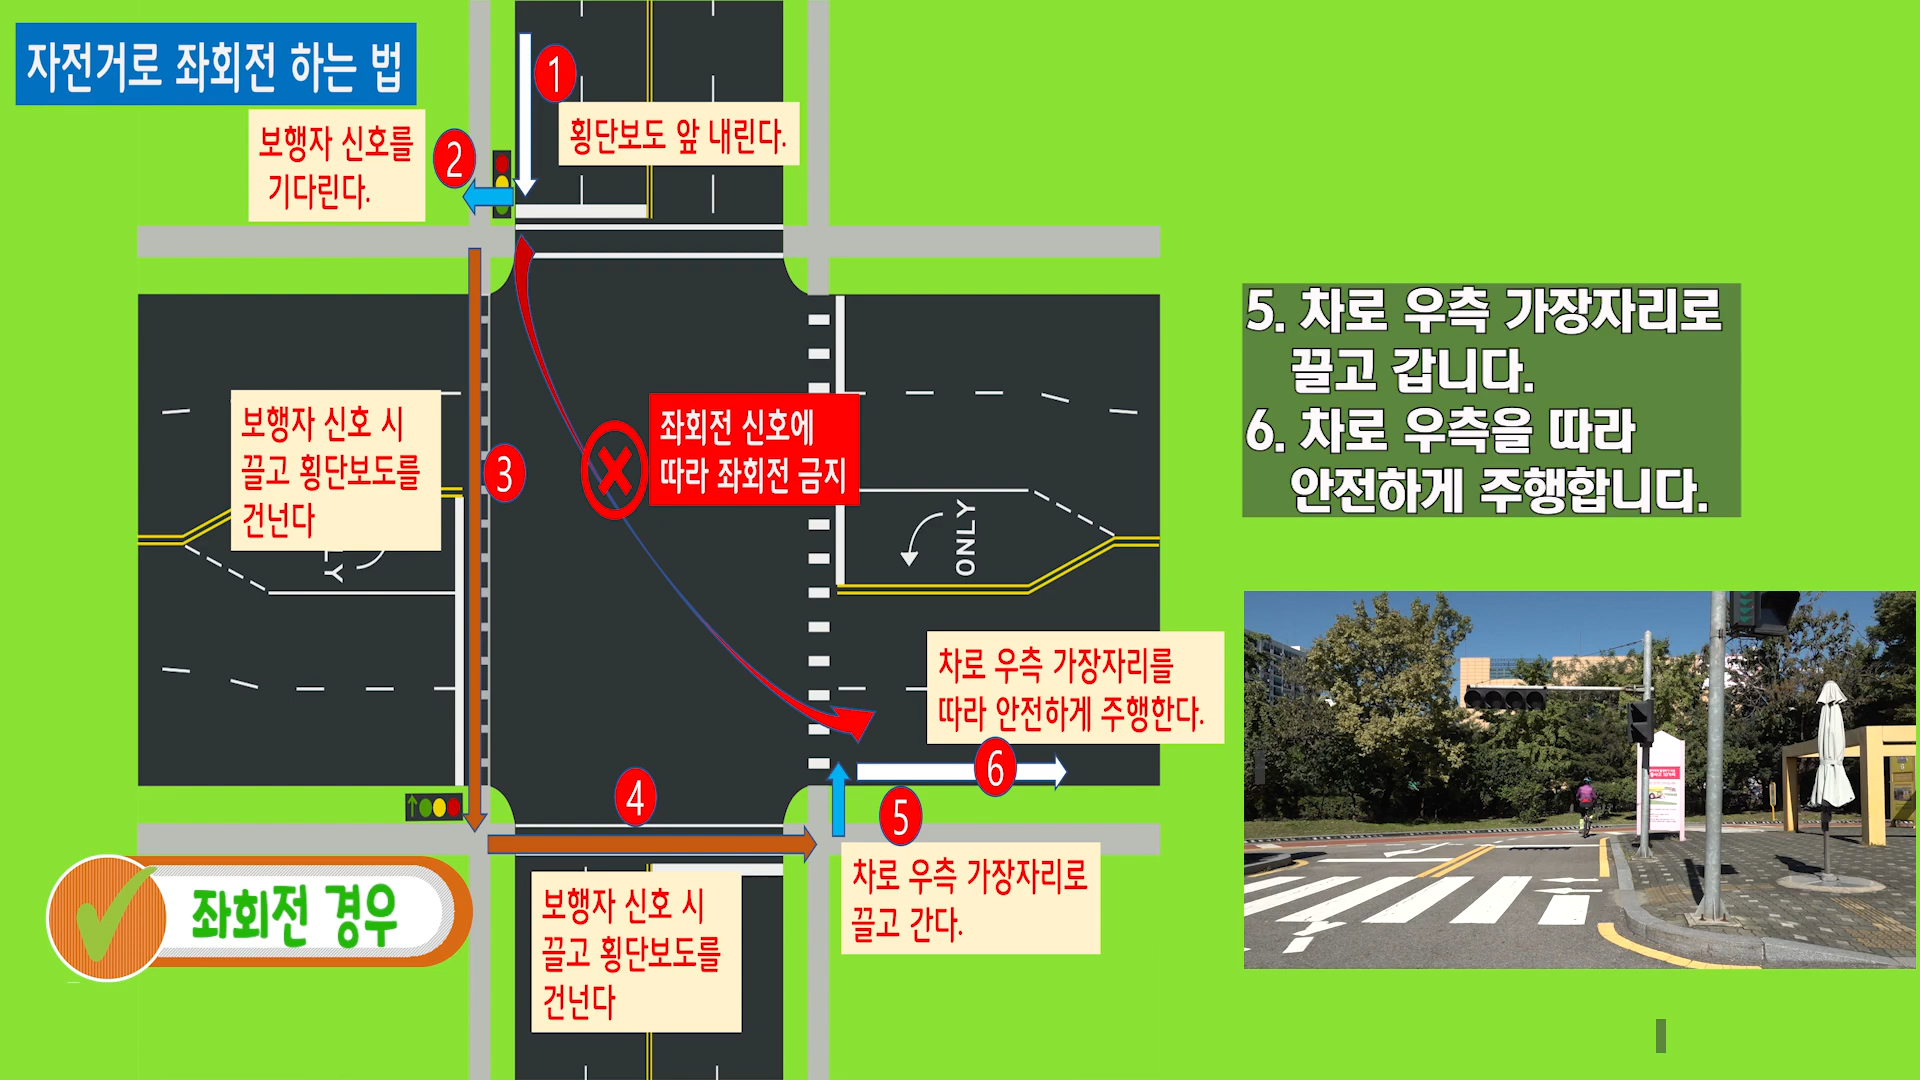 자전거로 좌회전 하는 법
1
횡단보도 앞 내린다.
2
보행자 신호를
기다린다.
3
보행자 신호 시
끌고 횡단보도를
건넌다
좌회전 신호에
따라 좌회전 금지
ONLY
4
보행자 신호 시
끌고 횡단보도를
건넌다
5
차로 우측 가장자리로
끌고 간다.
6
차로 우측 가장자리를
따라 안전하게 주행한다.
좌회전 경우
5. 차로 우측 가장자리로
끌고 갑니다.
6. 차로 우측을 따라
안전하게 주행합니다.